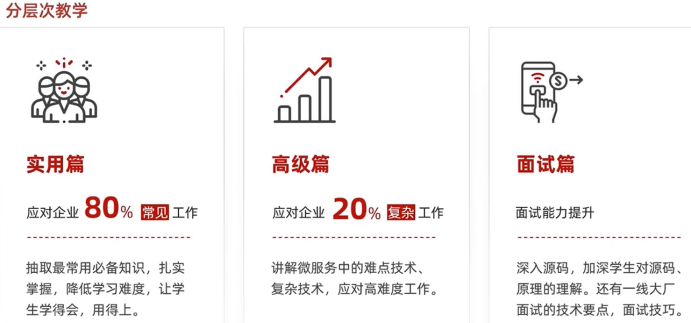 分层次教学
实用篇
应对企业 80% 常见 工作
抽取最常用必备知识，扎实
掌握，降低学习难度，让学
生学得会，用得上。
高级篇
应对企业 20% 复杂 工作
讲解微服务中的难点技术、
复杂技术，应对高难度工作。
$
面试篇
面试能力提升
深入源码，加深学生对源码、
原理的理解。还有一线大厂
面试的技术要点，面试技巧。